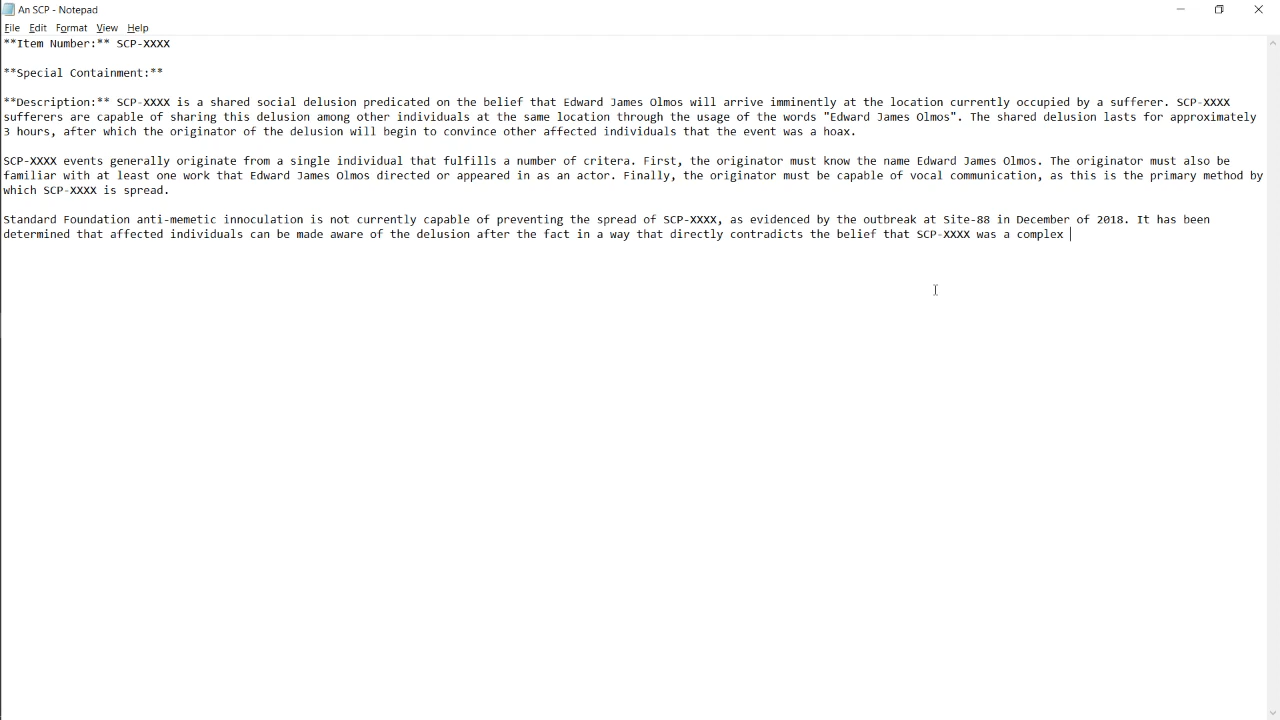 An SCP - Notepad
File Edit Format View Help
**Item Number:** SCP-XXXX
**Special Containment:**
**Description:** SCP-XXXX is a shared social delusion predicated on the belief that Edward James Olmos will arrive imminently at the location currently occupied by a sufferer. SCP-XXXX
sufferers are capable of sharing this delusion among other individuals at the same location through the usage of the words "Edward James Olmos". The shared delusion lasts for approximately
3 hours, after which the originator of the delusion will begin to convince other affected individuals that the event was a hoax.
SCP-XXXX events generally originate from a single individual that fulfills a number of critera. First, the originator must know the name Edward James Olmos. The originator must also be
familiar with at least one work that Edward James Olmos directed or appeared in as an actor. Finally, the originator must be capable of vocal communication, as this is the primary method by
which SCP-XXXX is spread.
Standard Foundation anti-memetic innoculation is not currently capable of preventing the spread of SCP-XXXX, as evidenced by the outbreak at Site-88 in December of 2018. It has been
determined that affected individuals can be made aware of the delusion after the fact in a way that directly contradicts the belief that SCP-XXXX was a complex